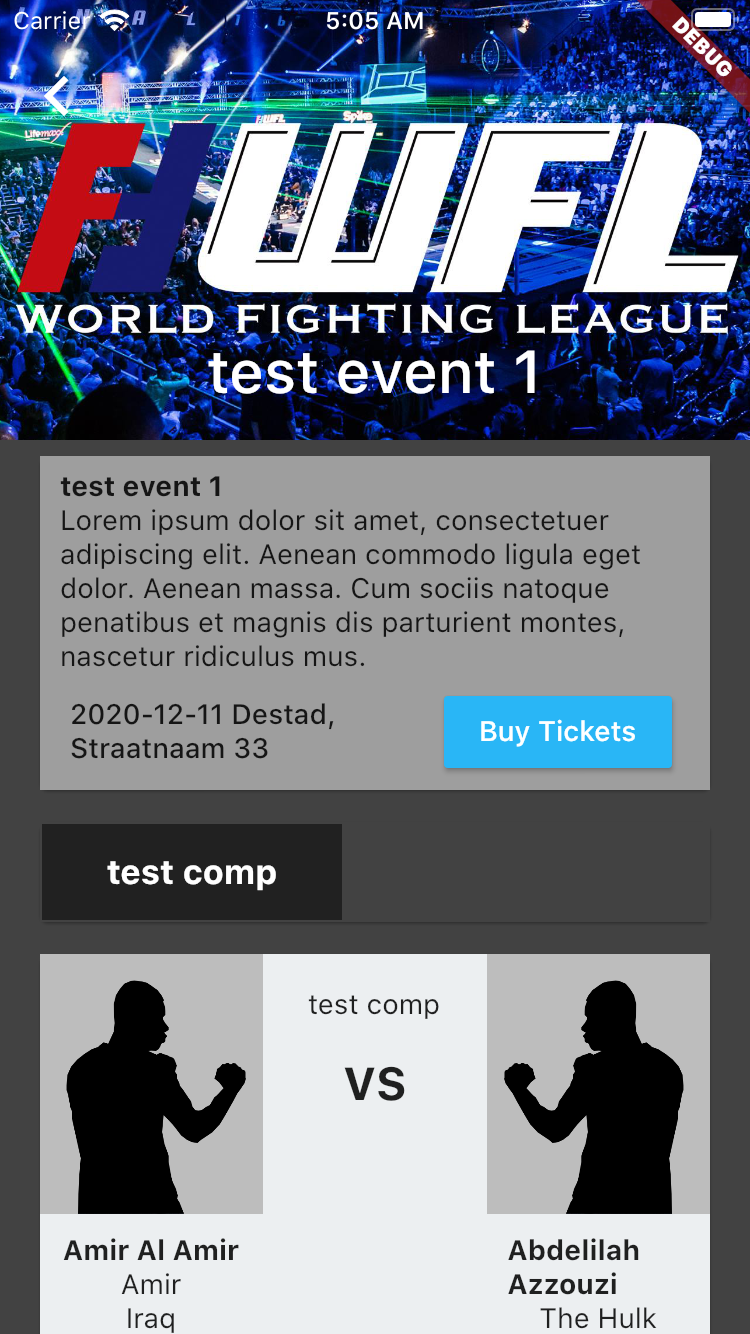 Carrier
5:05 AM
DEBUG
Lifemaxx
Spike
WFL
WORLD FIGHTING LEAGUE
test event 1
test event 1
Lorem ipsum dolor sit amet, consectetuer
adipiscing elit. Aenean commodo ligula eget
dolor. Aenean massa. Cum sociis natoque
penatibus et magnis dis parturient montes,
nascetur ridiculus mus.
2020-12-11 Destad,
Straatnaam 33
Buy Tickets
test comp
test comp
VS
Amir Al Amir
Amir
Iraq
Abdelilah
Azzouzi
The Hulk